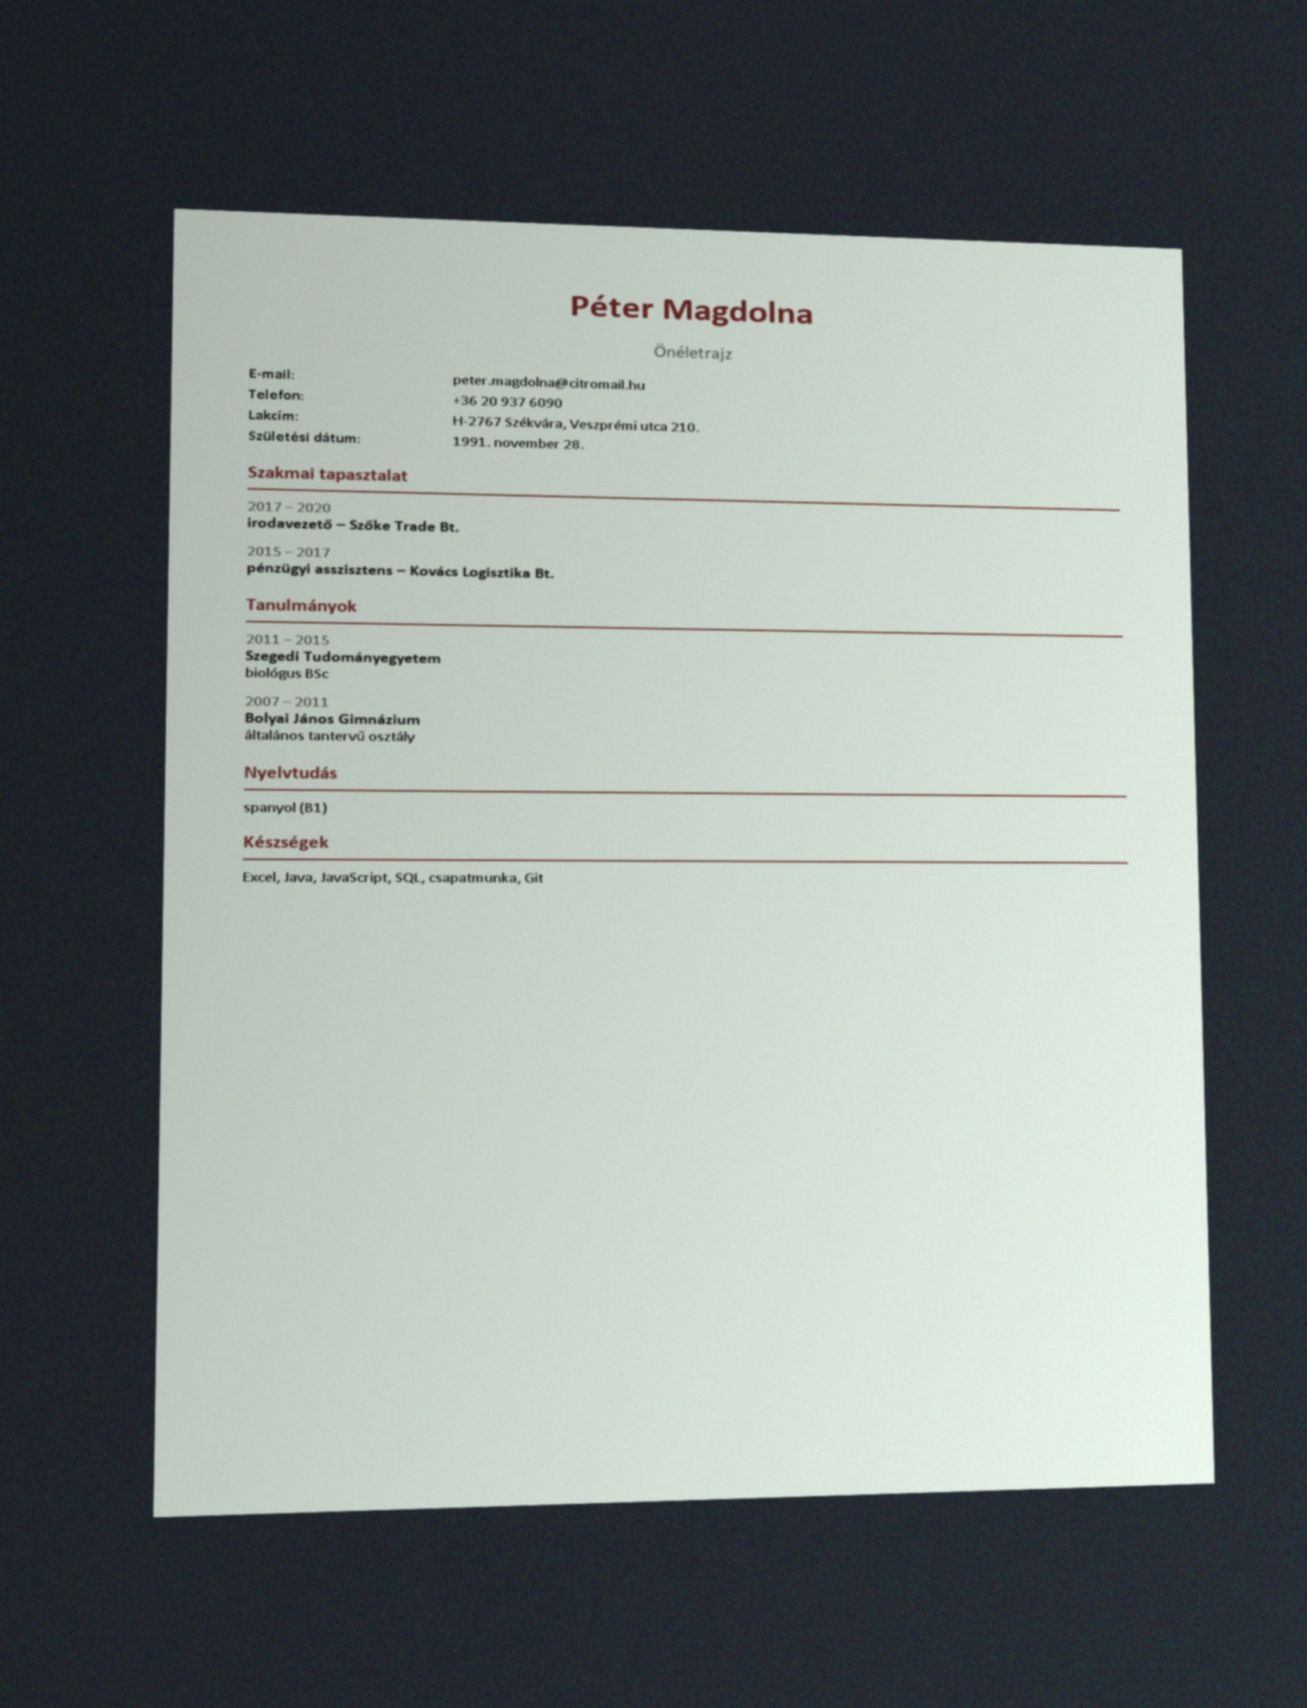 Péter Magdolna
Önéletrajz
E-mail: peter.magdolna@citromail.hu
Telefon: +36 20 937 6090
Lakcím: H-2767 Székvára, Veszprémi utca 210.
Születési dátum: 1991. november 28.
Szakmai tapasztalat
2017 – 2020
irodavezető – Szőke Trade Bt.
2015 – 2017
pénzügyi asszisztens – Kovács Logisztika Bt.
Tanulmányok
2011 – 2015
Szegedi Tudományegyetem
biológus BSc
2007 – 2011
Bolyai János Gimnázium
általános tantervű osztály
Nyelvtudás
spanyol (B1)
Készségek
Excel, Java, JavaScript, SQL, csapatmunka, Git